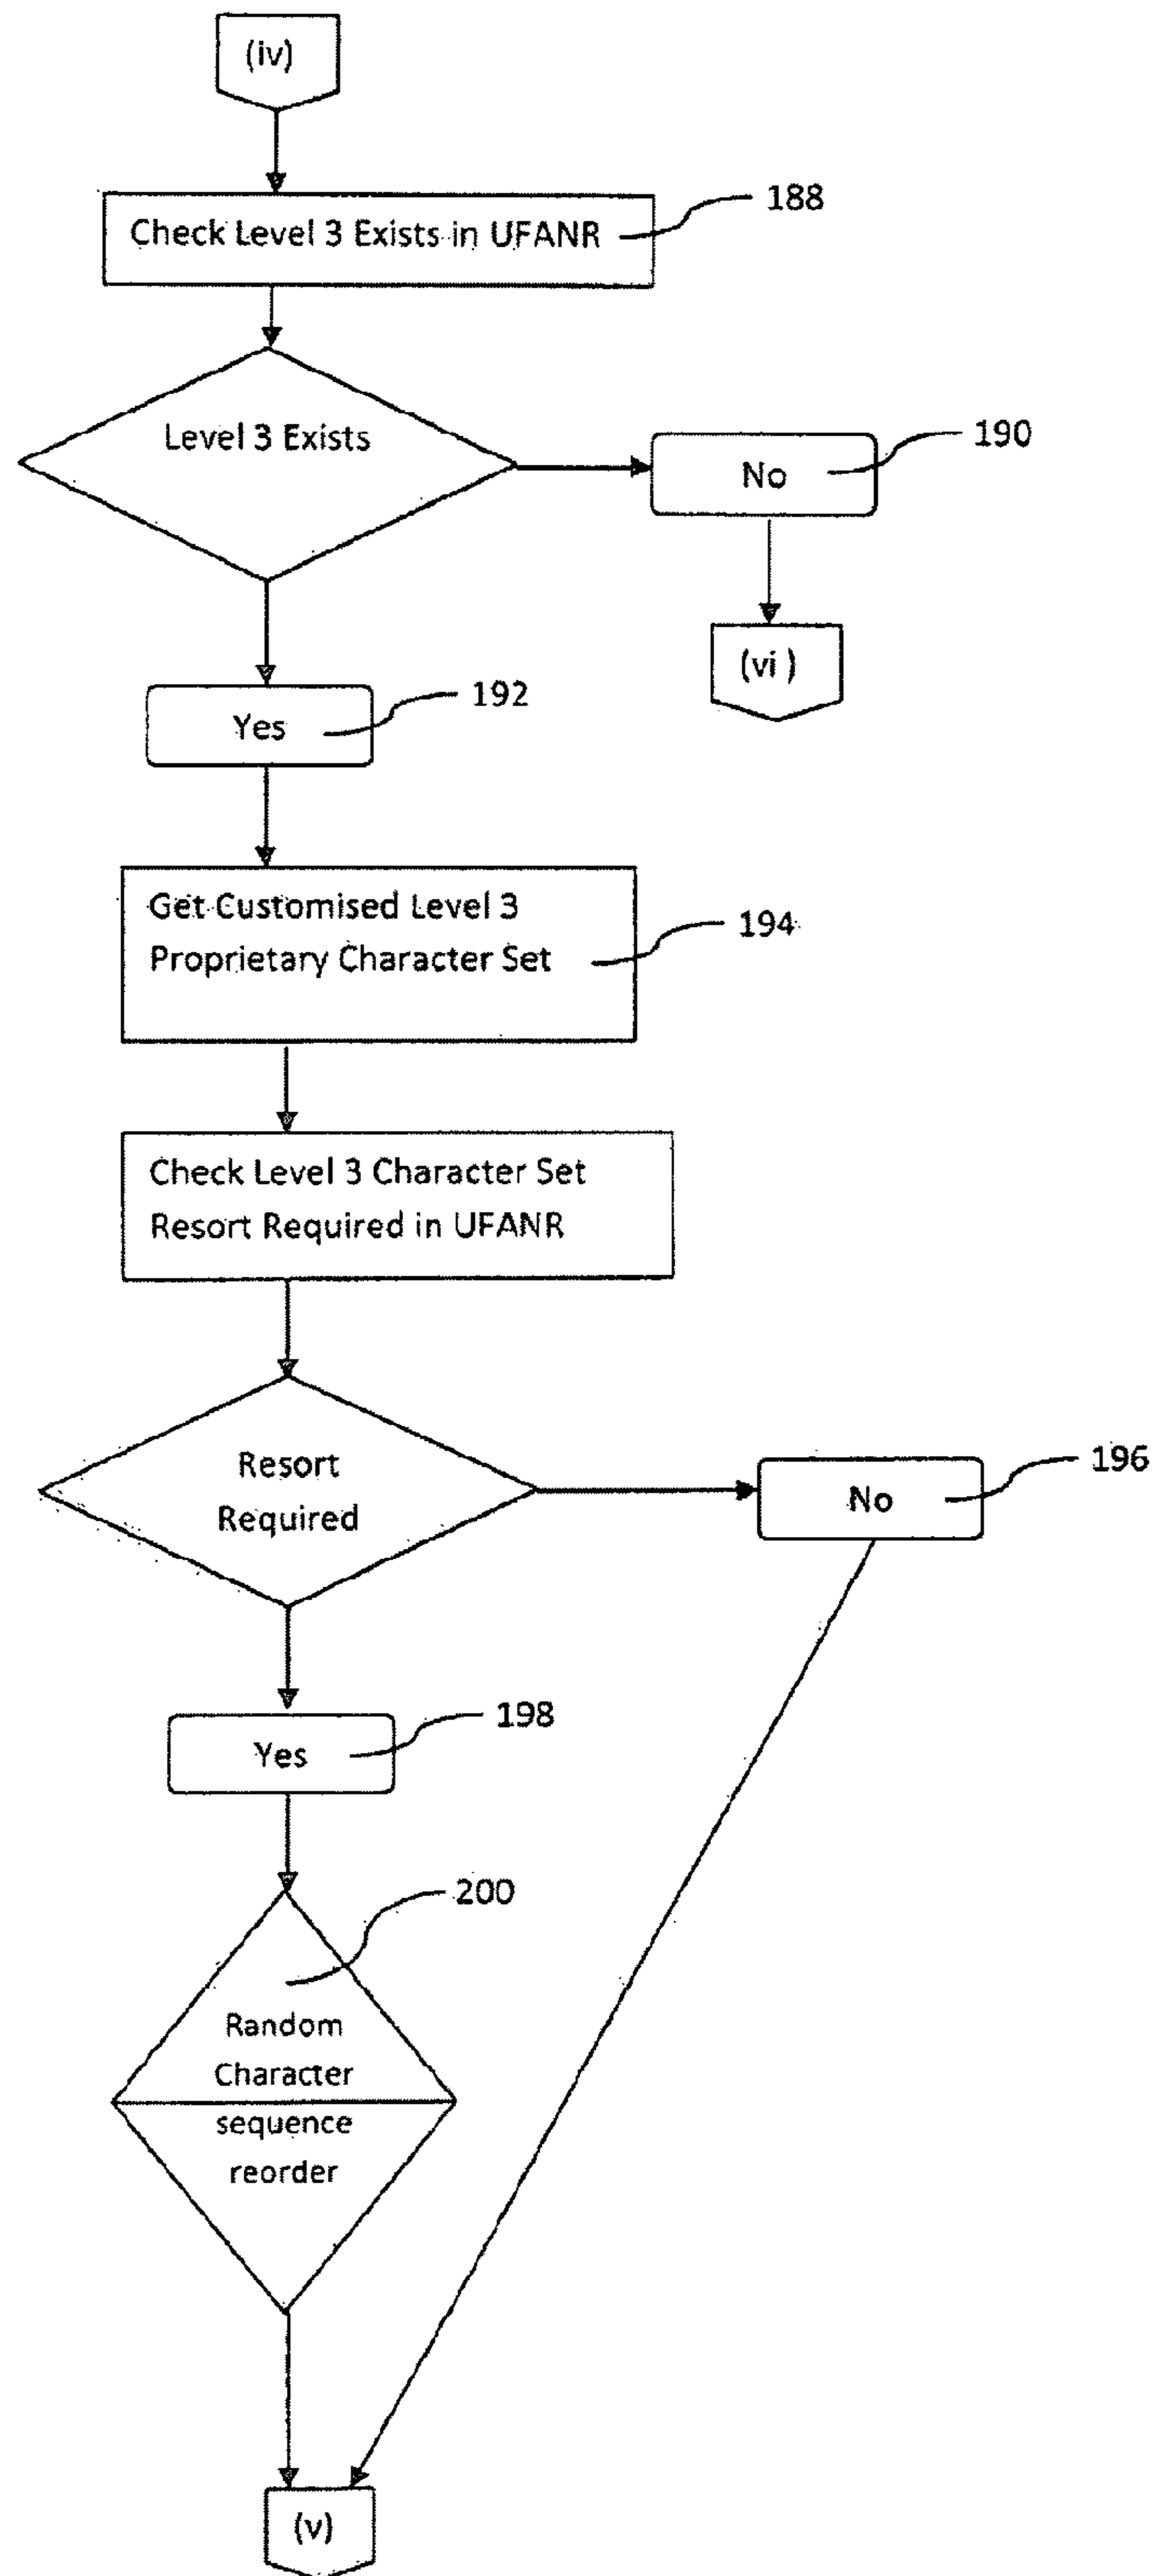 (iv)
188
Check Level 3 Exists in UFANR
Level 3 Exists
190
No
(vi )
192
Yes
Get Customised Level 3
Proprietary Character Set
194
Check Level 3 Character Set
Resort Required in UFANR
Resort
Required
196
No
198
Yes
200
Random
Character
sequence
reorder
(v)